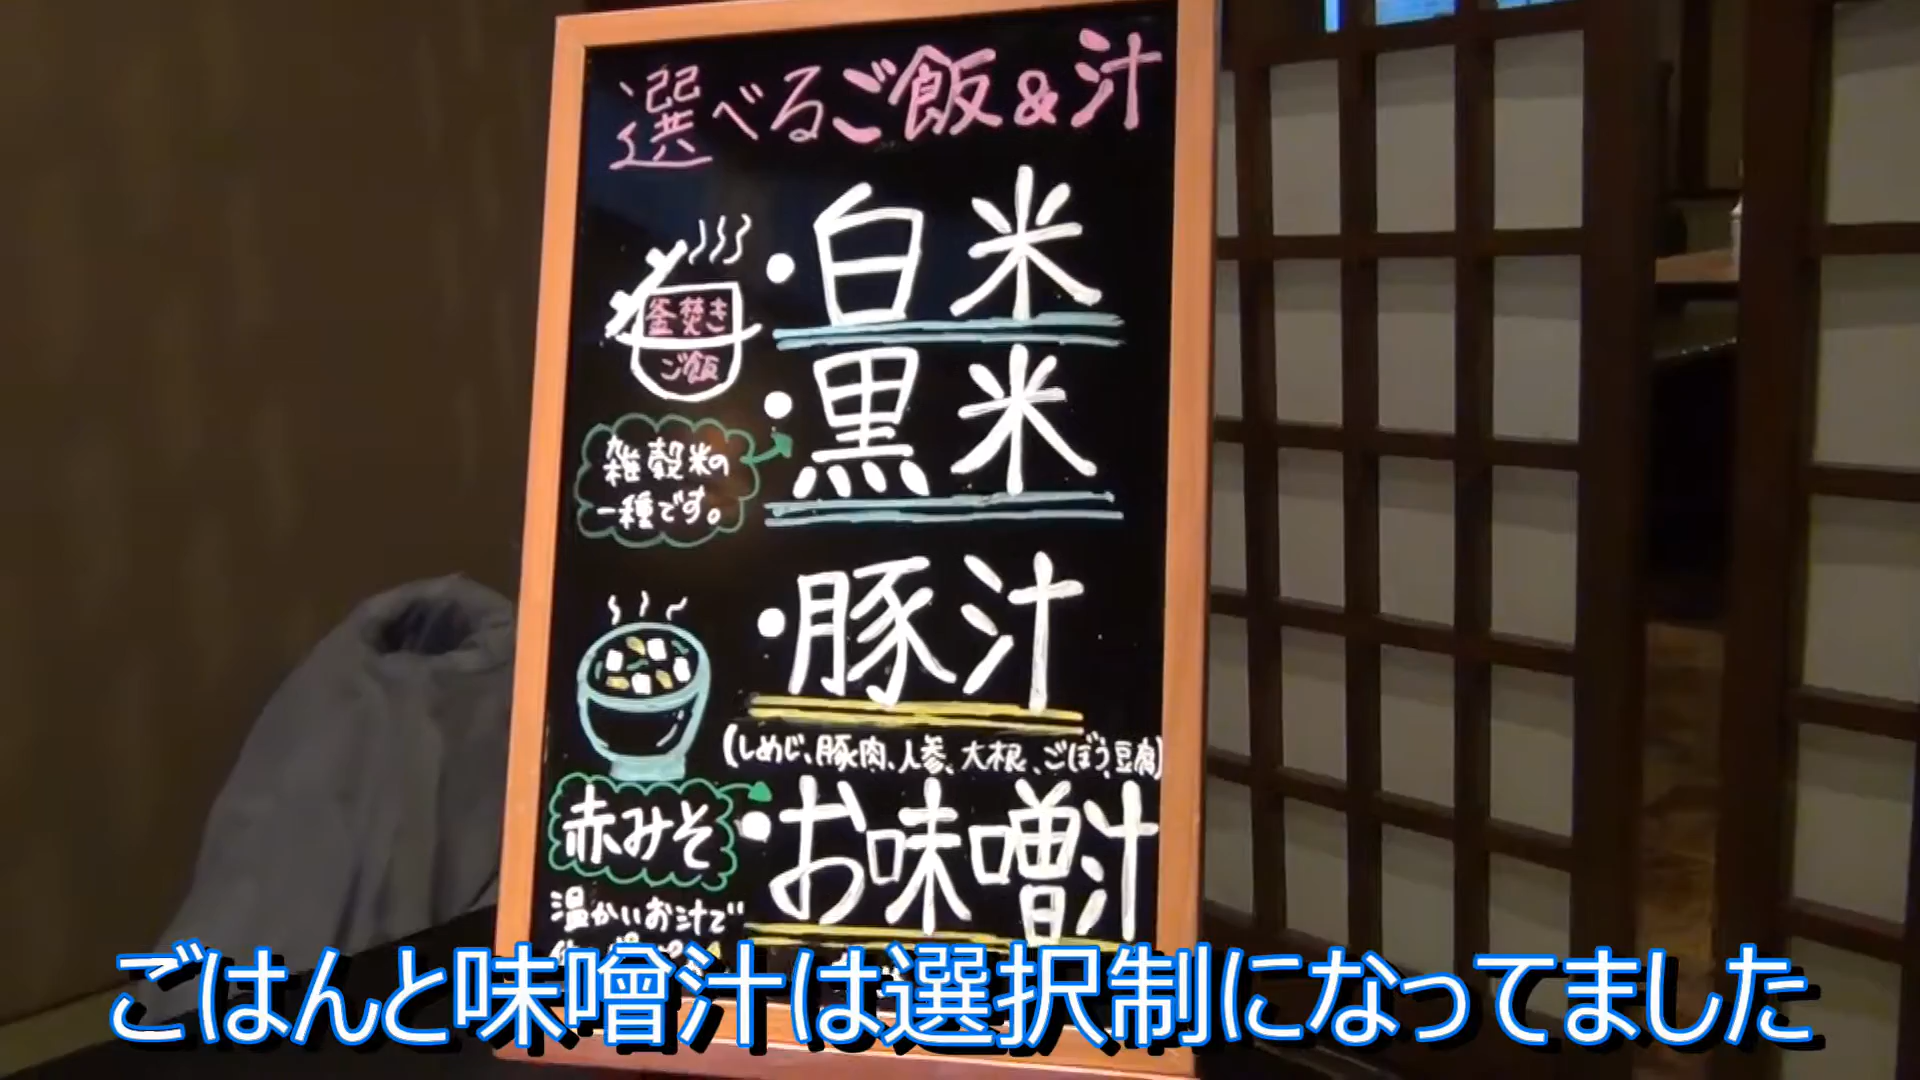 選べるご飯&汁
・白米
釜焚き
ご飯
・黒米
雑穀米の
一種です。
・豚汁
(しめじ、豚肉、人参、大根、ごぼう、豆腐)
赤みそ
・お味噌汁
温かいお汁で
ごはんと味噌汁は選択制になってました